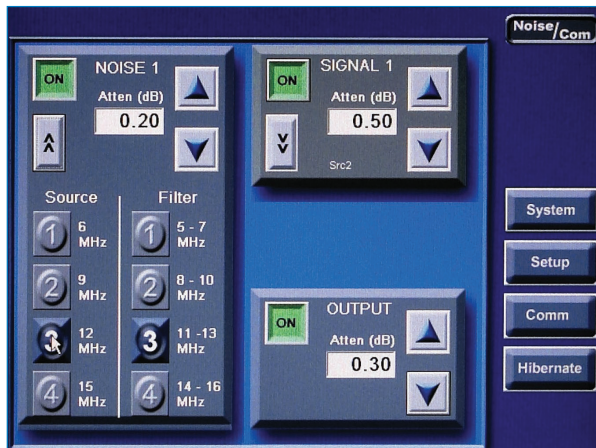 Noise/Com
ON
NOISE 1
Atten (dB)
0.20
Source
Filter
1
6 MHz
1
5 - 7 MHz
2
9 MHz
2
8 - 10 MHz
3
12 MHz
3
11 -13 MHz
4
15 MHz
4
14 - 16 MHz
ON
SIGNAL 1
Atten (dB)
0.50
Src2
ON
OUTPUT
Atten (dB)
0.30
System
Setup
Comm
Hibernate